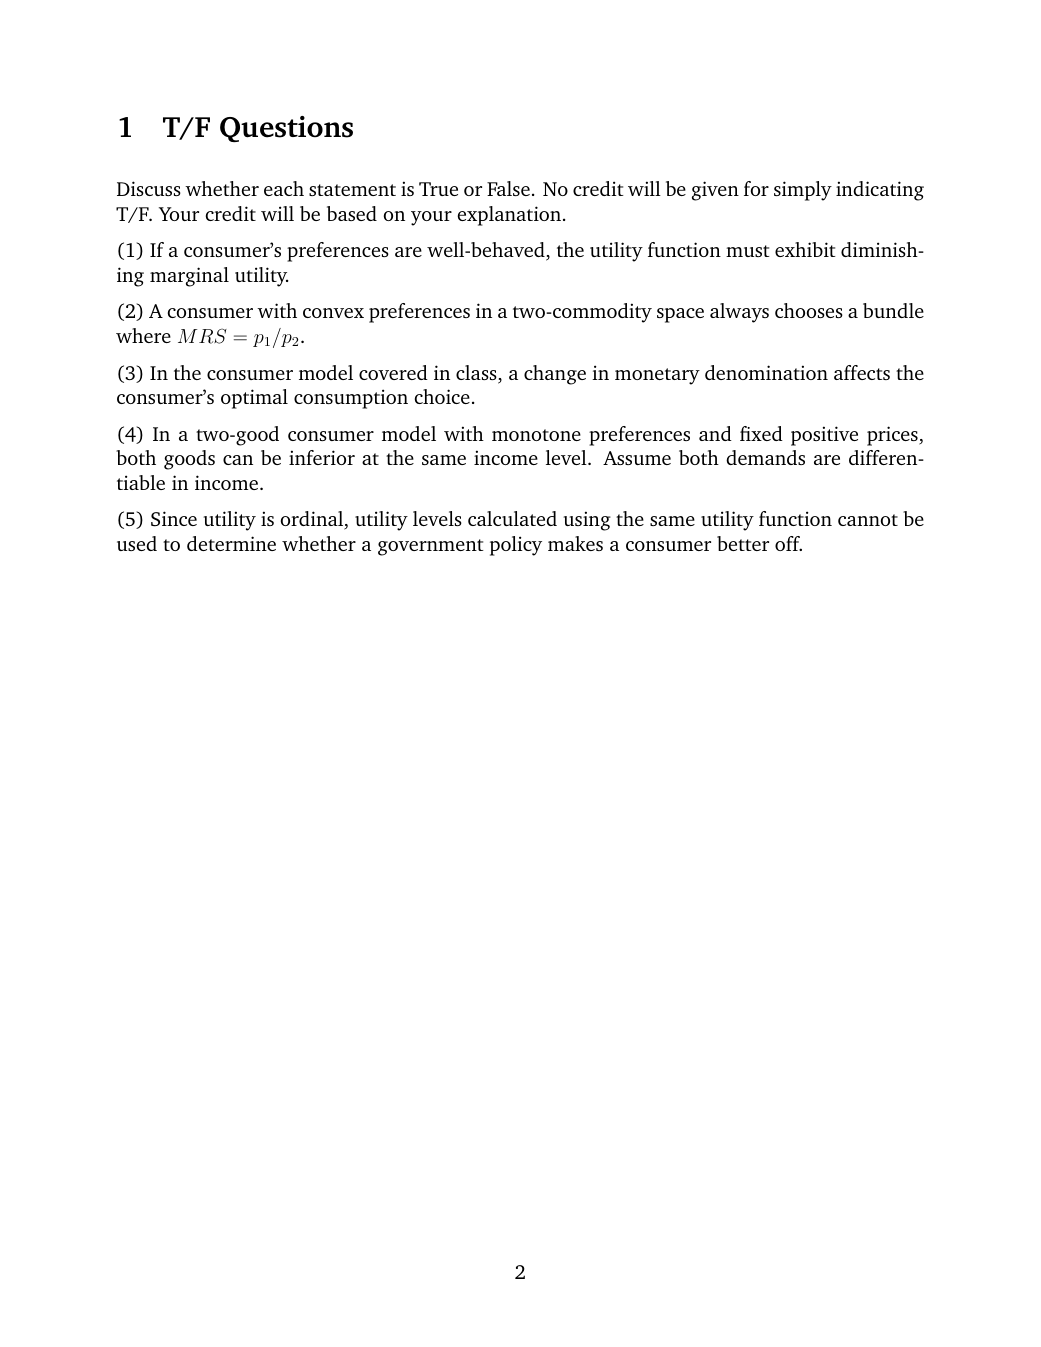 1 T/F Questions
Discuss whether each statement is True or False. No credit will be given for simply indicating
T/F. Your credit will be based on your explanation.
(1) If a consumer's preferences are well-behaved, the utility function must exhibit diminish-
ing marginal utility.
(2) A consumer with convex preferences in a two-commodity space always chooses a bundle
where MRS = p₁/p₂.
(3) In the consumer model covered in class, a change in monetary denomination affects the
consumer's optimal consumption choice.
(4) In a two-good consumer model with monotone preferences and fixed positive prices,
both goods can be inferior at the same income level. Assume both demands are differen-
tiable in income.
(5) Since utility is ordinal, utility levels calculated using the same utility function cannot be
used to determine whether a government policy makes a consumer better off.
2